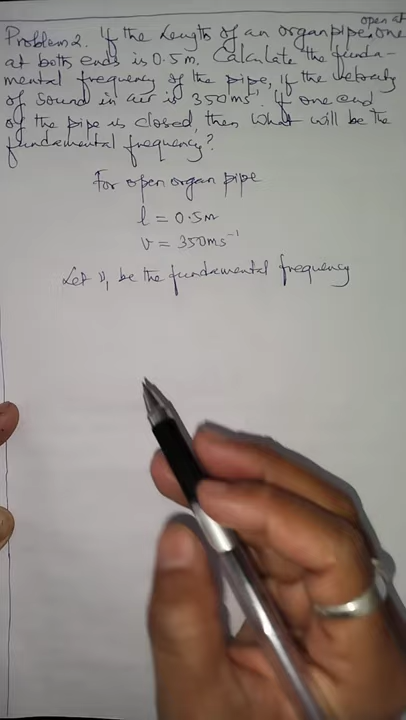 open at
Problem 2. If the Length of an organ pipe, one
at both ends is 0.5m. Calculate the funda-
mental frequency of the pipe, if the velocity
of sound in air is 350ms⁻¹. If one end
of the pipe is closed, then what will be the
fundamental frequency?
For open organ pipe
l = 0.5m
v = 350ms⁻¹
Let ν₁ be the fundamental frequency